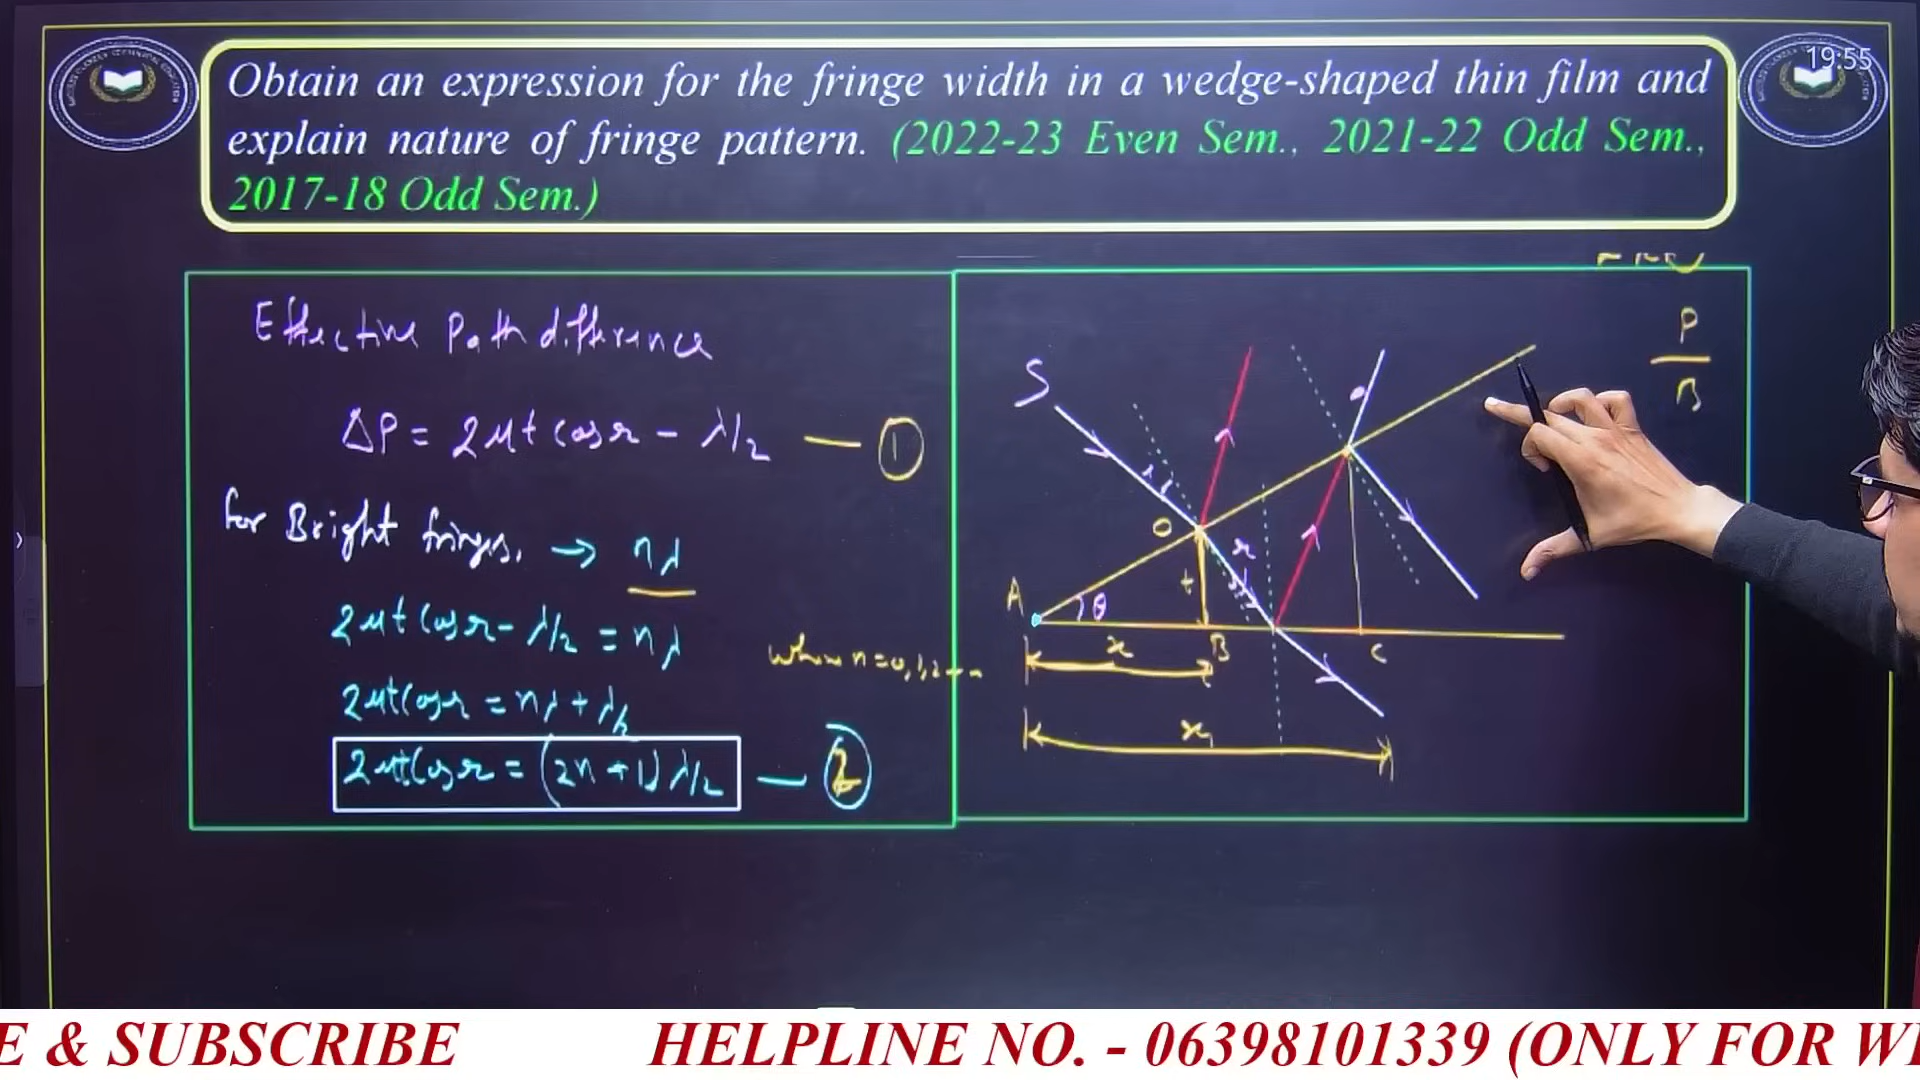 19:55
Obtain an expression for the fringe width in a wedge-shaped thin film and
explain nature of fringe pattern. (2022-23 Even Sem., 2021-22 Odd Sem.,
2017-18 Odd Sem.)
Effective Path difference
ΔP = 2μt cos r - λ/2 — ①
For Bright fringes, → nλ
2μt cos r - λ/2 = nλ
where n=0,1,2---
2μt cos r = nλ + λ/2
2μt cos r = (2n+1) λ/2 — ②
P
B
S
i
O
r
t
A
θ
x
B
C
x₁
E & SUBSCRIBE HELPLINE NO. - 06398101339 (ONLY FOR W